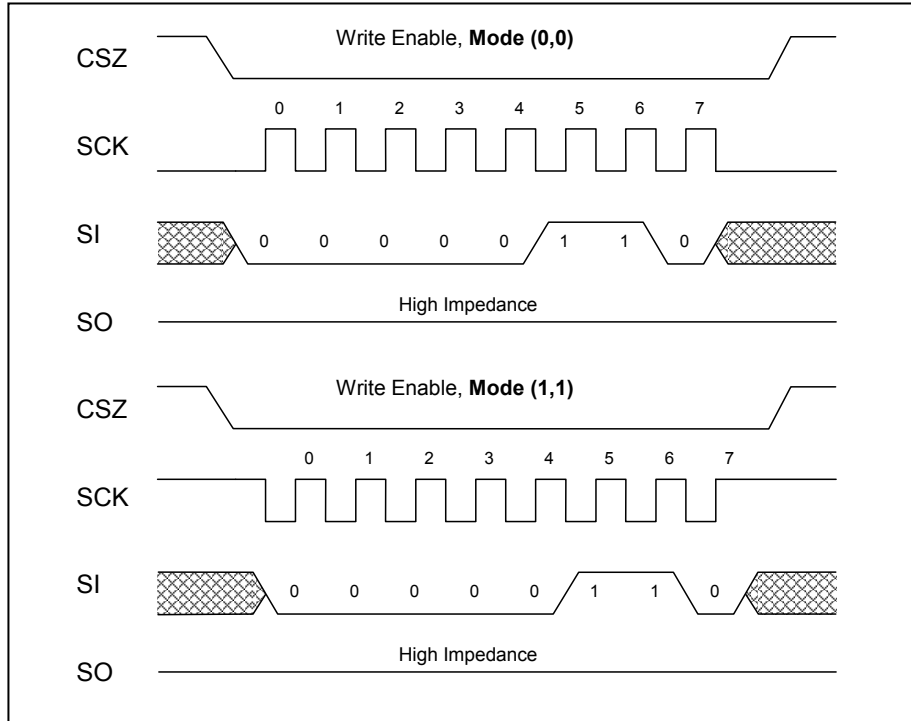 Write Enable, Mode (0,0)
CSZ
0 1 2 3 4 5 6 7
SCK
SI
0 0 0 0 0 1 1 0
High Impedance
SO
Write Enable, Mode (1,1)
CSZ
0 1 2 3 4 5 6 7
SCK
SI
0 0 0 0 0 1 1 0
High Impedance
SO